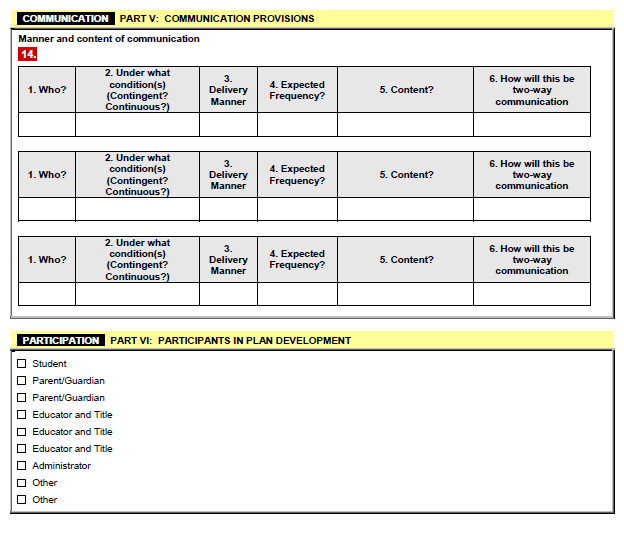 COMMUNICATION PART V: COMMUNICATION PROVISIONS
Manner and content of communication
14.
1. Who?
2. Under what
condition(s)
(Contingent?
Continuous?)
3.
Delivery
Manner
4. Expected
Frequency?
5. Content?
6. How will this be
two-way
communication
1. Who?
2. Under what
condition(s)
(Contingent?
Continuous?)
3.
Delivery
Manner
4. Expected
Frequency?
5. Content?
6. How will this be
two-way
communication
1. Who?
2. Under what
condition(s)
(Contingent?
Continuous?)
3.
Delivery
Manner
4. Expected
Frequency?
5. Content?
6. How will this be
two-way
communication
PARTICIPATION PART VI: PARTICIPANTS IN PLAN DEVELOPMENT
Student
Parent/Guardian
Parent/Guardian
Educator and Title
Educator and Title
Educator and Title
Administrator
Other
Other